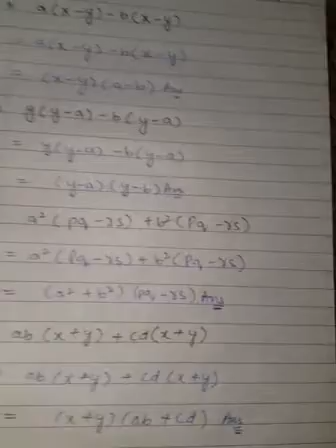 a(x-y)-b(x-y)
a(x-y)-b(x-y)
= (x-y)(a-b) Ans
y(y-a)-b(y-a)
= y(y-a)-b(y-a)
= (y-a)(y-b) Ans
a²(pq-rs)+b²(pq-rs)
= a²(pq-rs)+b²(pq-rs)
= (a²+b²)(pq-rs) Ans
ab(x+y)+cd(x+y)
ab(x+y)+cd(x+y)
= (x+y)(ab+cd) Ans